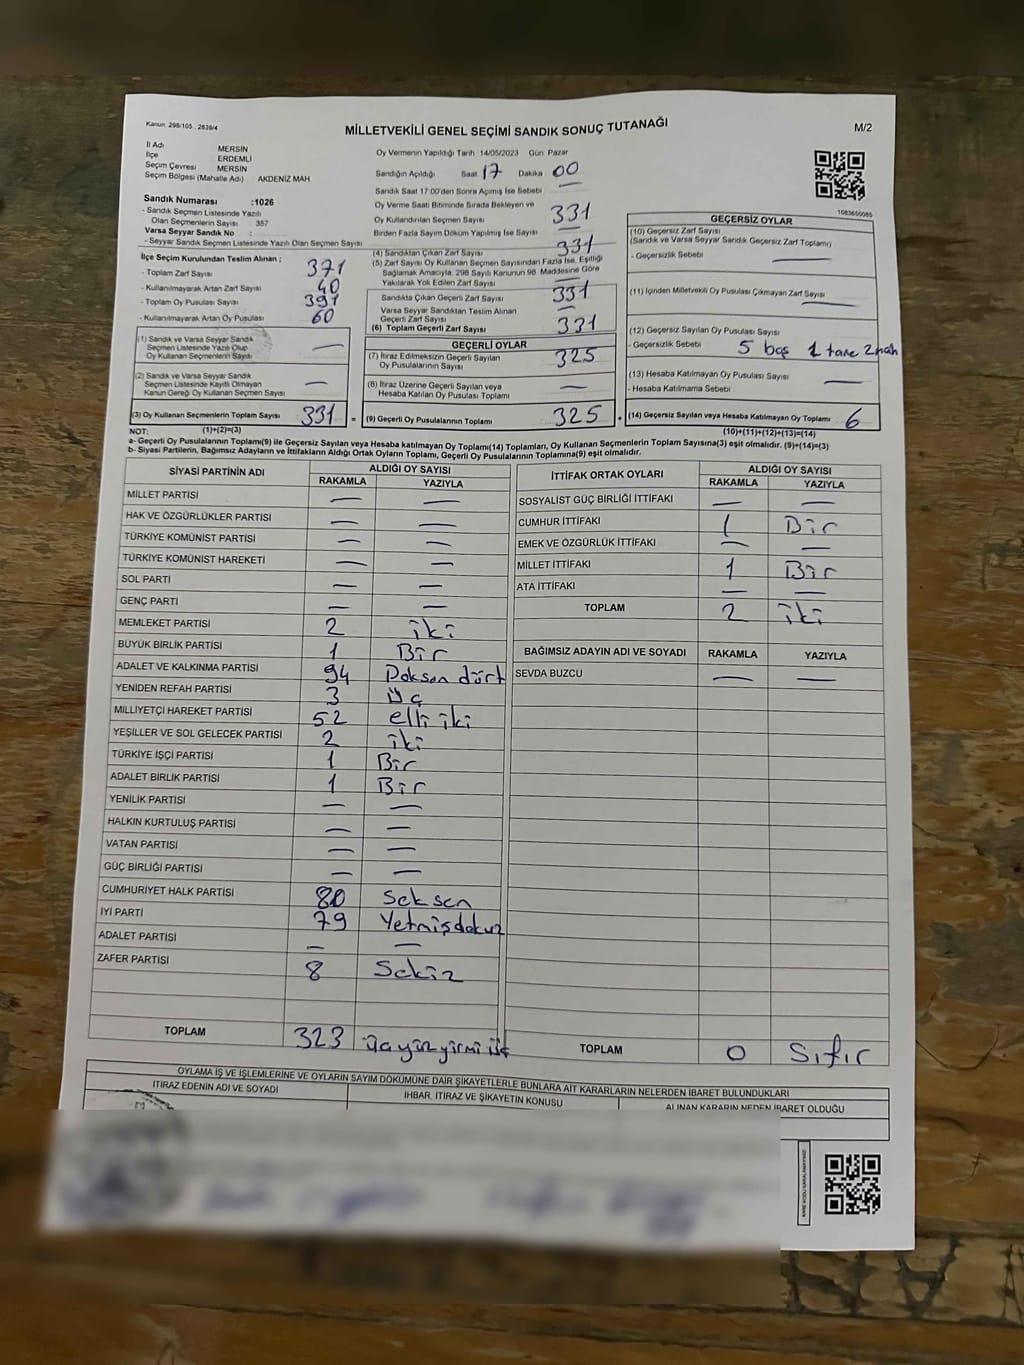 Kanun: 298/105 , 2839/4
MİLLETVEKİLİ GENEL SEÇİMİ SANDIK SONUÇ TUTANAĞI
M/2
İl Adı MERSİN
İlçe ERDEMLİ
Seçim Çevresi MERSİN
Seçim Bölgesi (Mahalle Adı) AKDENİZ MAH.
Sandık Numarası :1026
- Sandık Seçmen Listesinde Yazılı
Olan Seçmenlerin Sayısı : 357
Varsa Seyyar Sandık No :
- Seyyar Sandık Seçmen Listesinde Yazılı Olan Seçmen Sayısı
İlçe Seçim Kurulundan Teslim Alınan ;
- Toplam Zarf Sayısı 371
- Kullanılmayarak Artan Zarf Sayısı 40
- Toplam Oy Pusulası Sayısı 391
- Kullanılmayarak Artan Oy Pusulası 60
(1) Sandık ve Varsa Seyyar Sandık
Seçmen Listesinde Yazılı Olup
Oy Kullanan Seçmenlerin Sayısı —
(2) Sandık ve Varsa Seyyar Sandık
Seçmen Listesinde Kayıtlı Olmayan
Kanun Gereği Oy Kullanan Seçmen Sayısı —
(3) Oy Kullanan Seçmenlerin Toplam Sayısı 331 =
Oy Vermenin Yapıldığı Tarih 14/05/2023 Gün Pazar
Sandığın Açıldığı Saat 17 Dakika 00
Sandık Saat 17:00'den Sonra Açılmış İse Sebebi —
Oy Verme Saati Bitiminde Sırada Bekleyen ve
Oy Kullandırılan Seçmen Sayısı 331
Birden Fazla Sayım Döküm Yapılmış İse Sayısı —
(4) Sandıktan Çıkan Zarf Sayısı 331
(5) Zarf Sayısı Oy Kullanan Seçmen Sayısından Fazla İse, Eşitliği
Sağlamak Amacıyla, 298 Sayılı Kanunun 98. Maddesine Göre
Yakılarak Yok Edilen Zarf Sayısı —
Sandıkta Çıkan Geçerli Zarf Sayısı 331
Varsa Seyyar Sandıktan Teslim Alınan
Geçerli Zarf Sayısı —
(6) Toplam Geçerli Zarf Sayısı 331
GEÇERLİ OYLAR
(7) İtiraz Edilmeksizin Geçerli Sayılan
Oy Pusulalarının Sayısı 325
(8) İtiraz Üzerine Geçerli Sayılan veya
Hesaba Katılan Oy Pusulası Toplamı —
(9) Geçerli Oy Pusulalarının Toplamı 325
1083650085
GEÇERSİZ OYLAR
(10) Geçersiz Zarf Sayısı
(Sandık ve Varsa Seyyar Sandık Geçersiz Zarf Toplamı)
- Geçersizlik Sebebi —
(11) İçinden Milletvekili Oy Pusulası Çıkmayan Zarf Sayısı —
(12) Geçersiz Sayılan Oy Pusulası Sayısı
- Geçersizlik Sebebi 5 boş 1 tane
(13) Hesaba Katılmayan Oy Pusulası Sayısı —
- Hesaba Katılmama Sebebi
(14) Geçersiz Sayılan veya Hesaba Katılmayan Oy Toplamı 6
NOT: (1)+(2)=(3)
(10)+(11)+(12)+(13)=(14)
a- Geçerli Oy Pusulalarının Toplamı(9) ile Geçersiz Sayılan veya Hesaba katılmayan Oy Toplamı(14) Toplamları, Oy Kullanan Seçmenlerin Toplam Sayısına(3) eşit olmalıdır. (9)+(14)=(3)
b- Siyasi Partilerin, Bağımsız Adayların ve İttifakların Aldığı Ortak Oyların Toplamı, Geçerli Oy Pusulalarının Toplamına(9) eşit olmalıdır.
SİYASİ PARTİNİN ADI ALDIĞI OY SAYISI
RAKAMLA YAZIYLA
MİLLET PARTİSİ — —
HAK VE ÖZGÜRLÜKLER PARTİSİ — —
TÜRKİYE KOMÜNİST PARTİSİ — —
TÜRKİYE KOMÜNİST HAREKETİ — —
SOL PARTİ — —
GENÇ PARTİ — —
MEMLEKET PARTİSİ 2 iki
BÜYÜK BİRLİK PARTİSİ 1 Bir
ADALET VE KALKINMA PARTİSİ 94 Doksan dört
YENİDEN REFAH PARTİSİ 3 Üç
MİLLİYETÇİ HAREKET PARTİSİ 52 elli iki
YEŞİLLER VE SOL GELECEK PARTİSİ 2 iki
TÜRKİYE İŞÇİ PARTİSİ 1 Bir
ADALET BİRLİK PARTİSİ 1 Bir
YENİLİK PARTİSİ — —
HALKIN KURTULUŞ PARTİSİ — —
VATAN PARTİSİ — —
GÜÇ BİRLİĞİ PARTİSİ — —
CUMHURİYET HALK PARTİSİ 80 Seksen
İYİ PARTİ 79 Yetmişdokuz
ADALET PARTİSİ — —
ZAFER PARTİSİ 8 Sekiz
TOPLAM 323 üçyüzyirmi üç
İTTİFAK ORTAK OYLARI ALDIĞI OY SAYISI
RAKAMLA YAZIYLA
SOSYALİST GÜÇ BİRLİĞİ İTTİFAKI — —
CUMHUR İTTİFAKI 1 Bir
EMEK VE ÖZGÜRLÜK İTTİFAKI — —
MİLLET İTTİFAKI 1 Bir
ATA İTTİFAKI — —
TOPLAM 2 iki
BAĞIMSIZ ADAYIN ADI VE SOYADI RAKAMLA YAZIYLA
SEVDA BUZCU — —
TOPLAM 0 Sıfır
OYLAMA İŞ VE İŞLEMLERİNE VE OYLARIN SAYIM DÖKÜMÜNE DAİR ŞİKAYETLERLE BUNLARA AİT KARARLARIN NELERDEN İBARET BULUNDUKLARI
İTİRAZ EDENİN ADI VE SOYADI İHBAR, İTİRAZ VE ŞİKAYETİN KONUSU ALINAN KARARIN NEDEN İBARET OLDUĞU